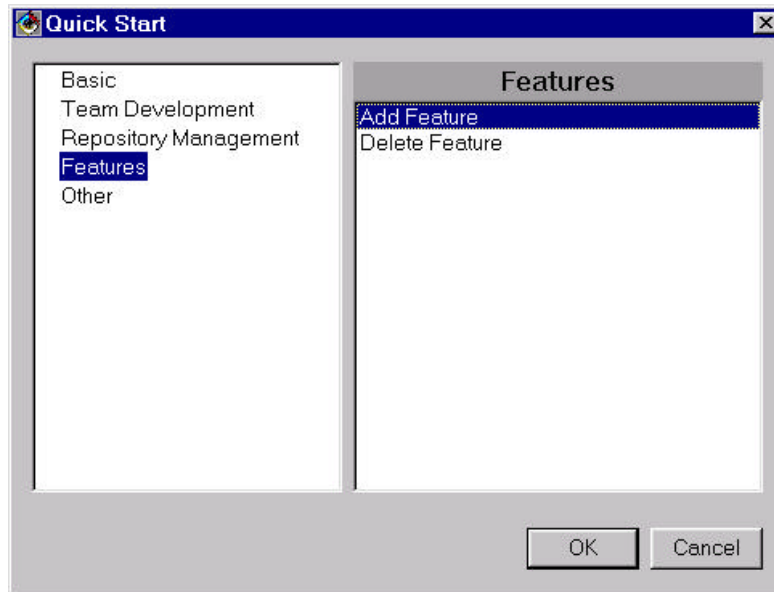 Quick Start
Basic
Team Development
Repository Management
Features
Other
Features
Add Feature
Delete Feature
OK
Cancel